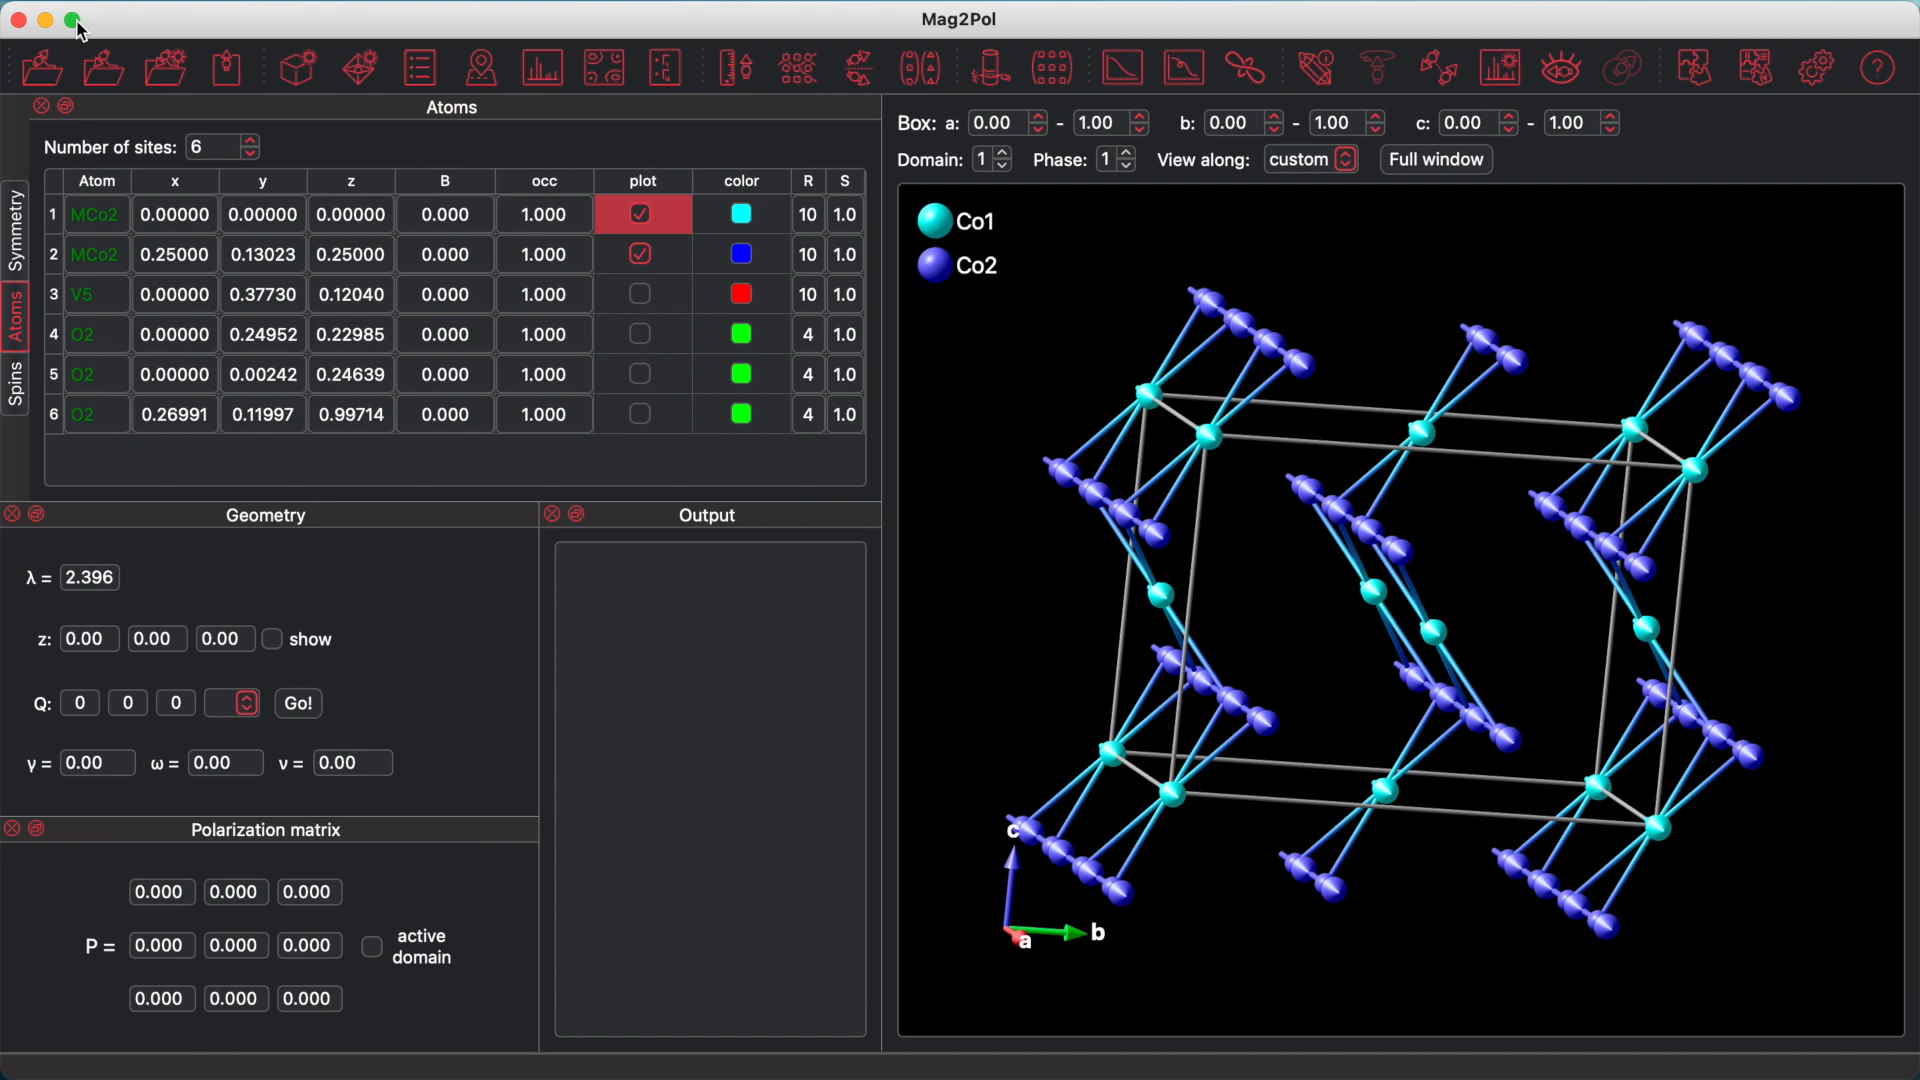 Mag2Pol
Atoms
Number of sites: 6
Atom x y z B occ plot color R S
1 MCo2 0.00000 0.00000 0.00000 0.000 1.000 10 1.0
2 MCo2 0.25000 0.13023 0.25000 0.000 1.000 10 1.0
3 V5 0.00000 0.37730 0.12040 0.000 1.000 10 1.0
4 O2 0.00000 0.24952 0.22985 0.000 1.000 4 1.0
5 O2 0.00000 0.00242 0.24639 0.000 1.000 4 1.0
6 O2 0.26991 0.11997 0.99714 0.000 1.000 4 1.0
Symmetry
Atoms
Spins
Geometry
λ = 2.396
z: 0.00 0.00 0.00 show
Q: 0 0 0 Go!
γ = 0.00 ω = 0.00 ν = 0.00
Polarization matrix
0.000 0.000 0.000
P = 0.000 0.000 0.000
active
domain
0.000 0.000 0.000
Output
Box: a: 0.00 - 1.00 b: 0.00 - 1.00 c: 0.00 - 1.00
Domain: 1 Phase: 1 View along: custom Full window
Co1
Co2
c
b
a